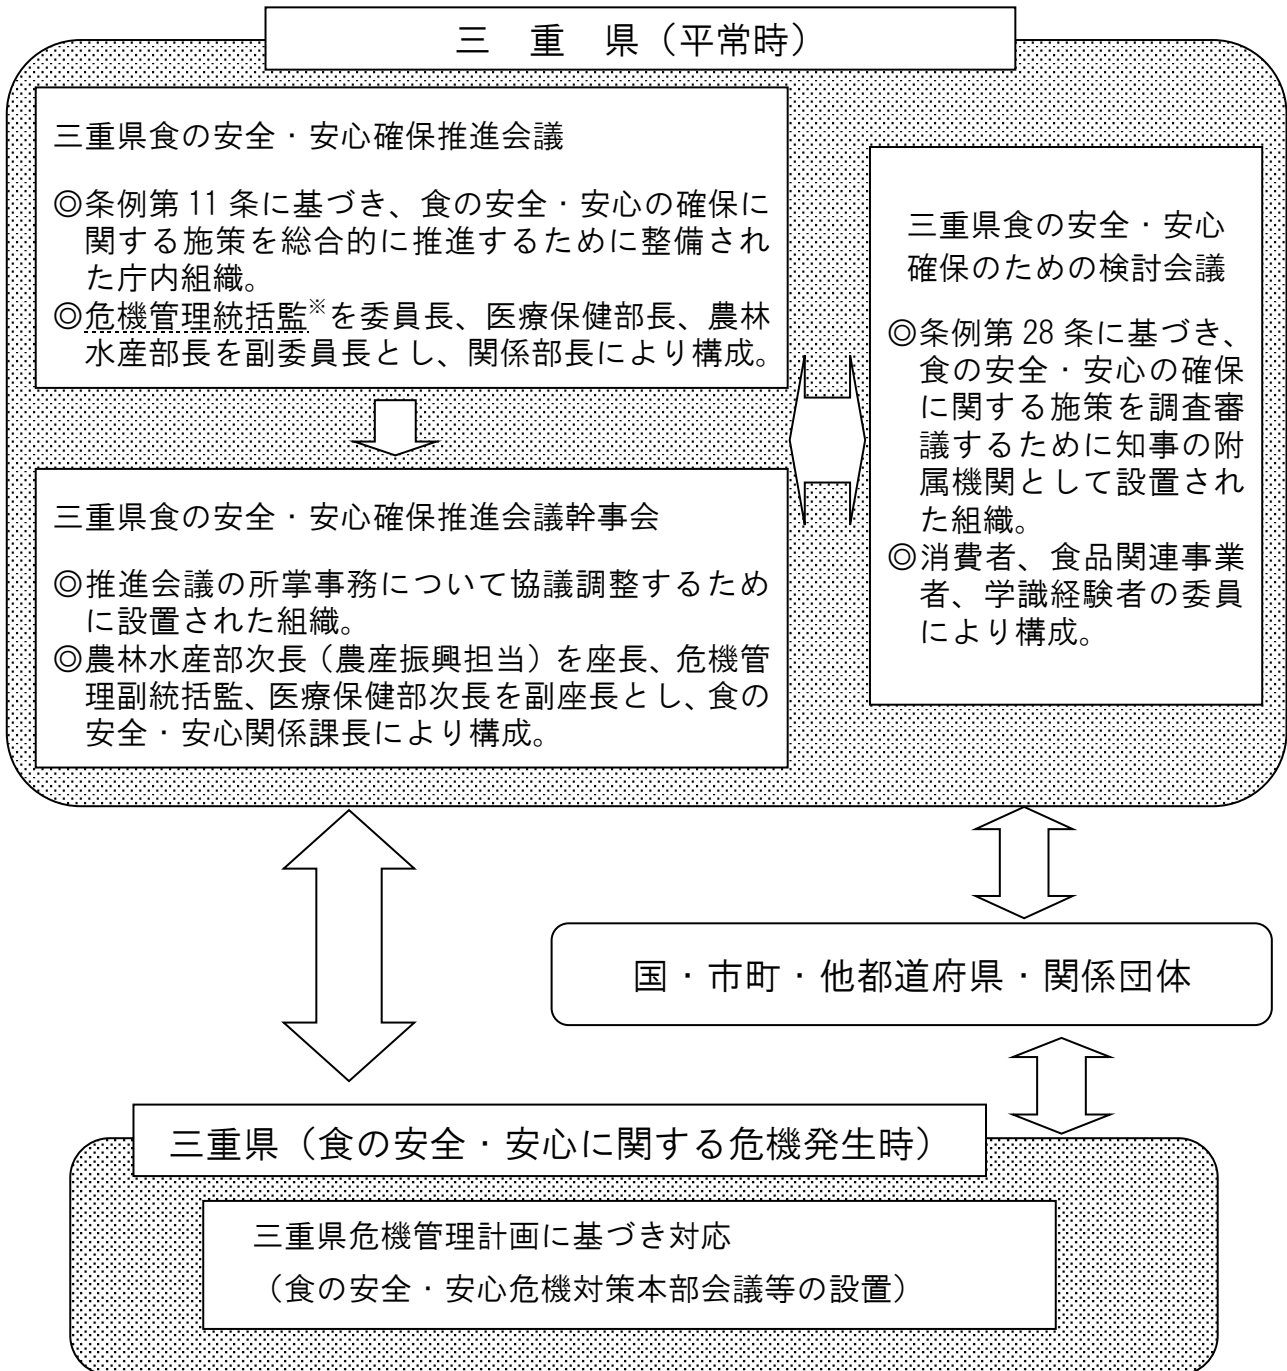 三　重　県（平常時）
三重県食の安全・安心確保推進会議
◎条例第 11 条に基づき、食の安全・安心の確保に
関する施策を総合的に推進するために整備され
た庁内組織。
◎危機管理統括監※を委員長、医療保健部長、農林
水産部長を副委員長とし、関係部長により構成。
三重県食の安全・安心確保推進会議幹事会
◎推進会議の所掌事務について協議調整するため
に設置された組織。
◎農林水産部次長（農産振興担当）を座長、危機管
理副統括監、医療保健部次長を副座長とし、食の
安全・安心関係課長により構成。
三重県食の安全・安心
確保のための検討会議
◎条例第 28 条に基づき、
食の安全・安心の確保
に関する施策を調査審
議するために知事の附
属機関として設置され
た組織。
◎消費者、食品関連事業
者、学識経験者の委員
により構成。
国・市町・他都道府県・関係団体
三重県（食の安全・安心に関する危機発生時）
三重県危機管理計画に基づき対応
（食の安全・安心危機対策本部会議等の設置）